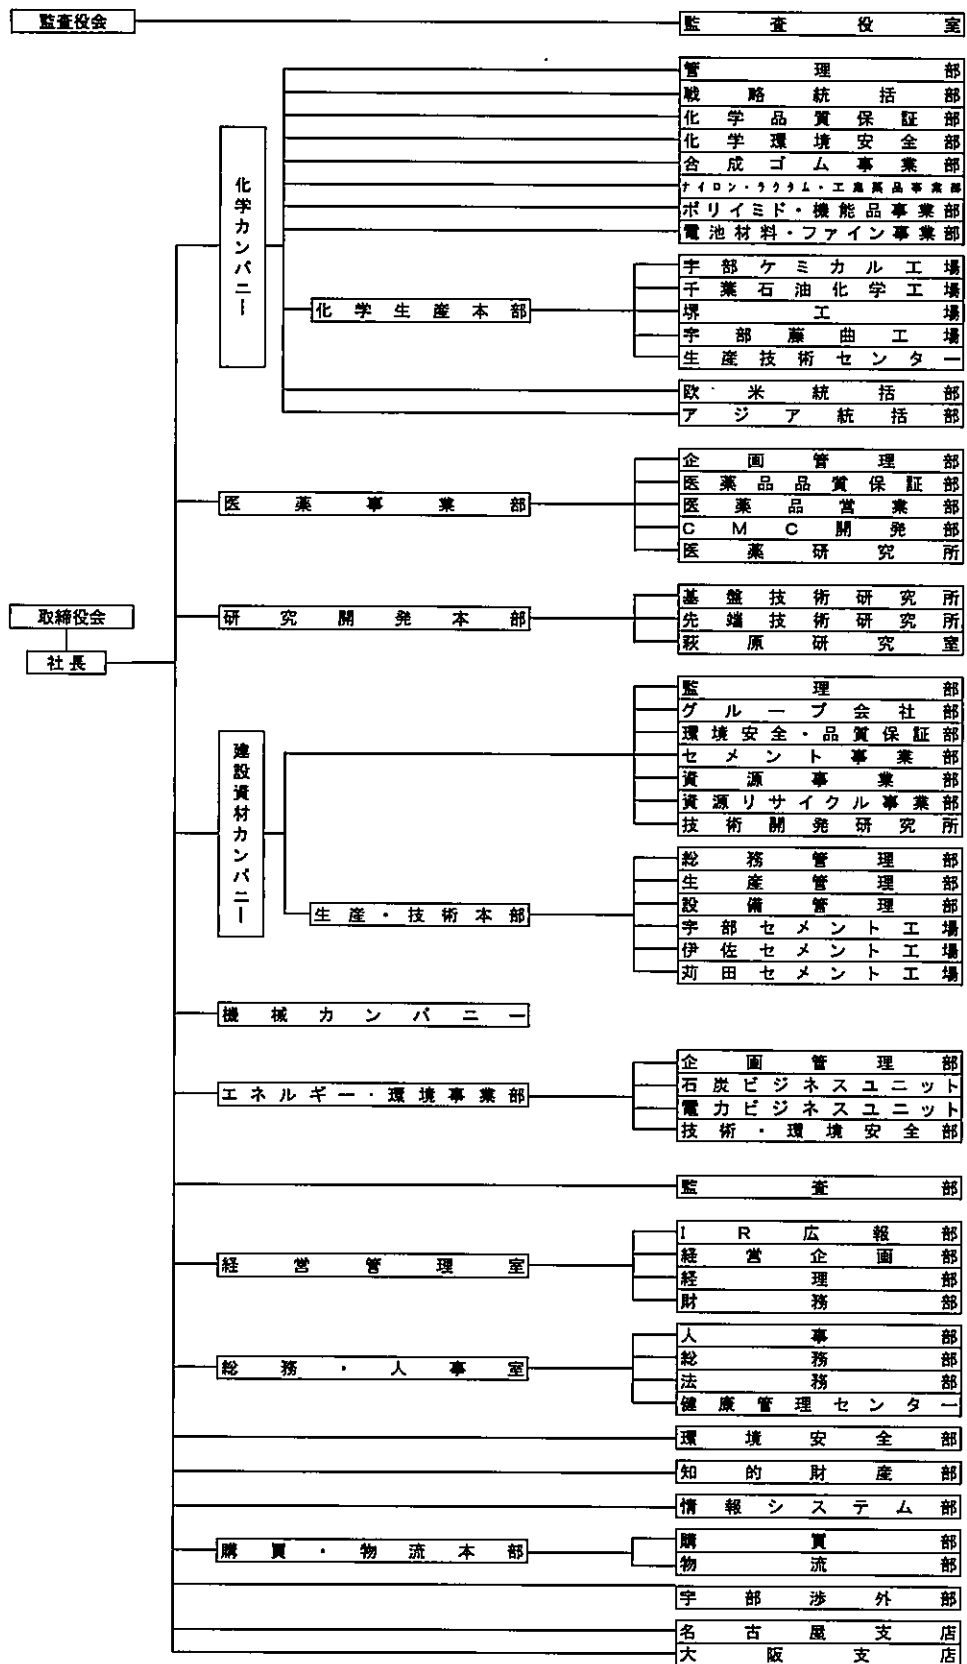 監査役会
監査役室
管理部
戦略統括部
化学品質保証部
化学環境安全部
合成ゴム事業部
ナイロン・ラクタム・工業薬品事業部
ポリイミド・機能品事業部
電池材料・ファイン事業部
化学カンパニー
化学生産本部
宇部ケミカル工場
千葉石油化学工場
堺工場
宇部藤曲工場
生産技術センター
欧米統括部
アジア統括部
医薬事業部
企画管理部
医薬品品質保証部
医薬品営業部
CMC開発部
医薬研究所
取締役会
社長
研究開発本部
基盤技術研究所
先端技術研究所
萩原研究室
建設資材カンパニー
監理部
グループ会社部
環境安全・品質保証部
セメント事業部
資源事業部
資源リサイクル事業部
技術開発研究所
生産・技術本部
総務管理部
生産管理部
設備管理部
宇部セメント工場
伊佐セメント工場
苅田セメント工場
機械カンパニー
エネルギー・環境事業部
企画管理部
石炭ビジネスユニット
電力ビジネスユニット
技術・環境安全部
監査部
経営管理室
IR広報部
経営企画部
経理部
財務部
総務・人事室
人事部
総務部
法務部
健康管理センター
環境安全部
知的財産部
情報システム部
購買・物流本部
購買部
物流部
宇部渉外部
名古屋支店
大阪支店